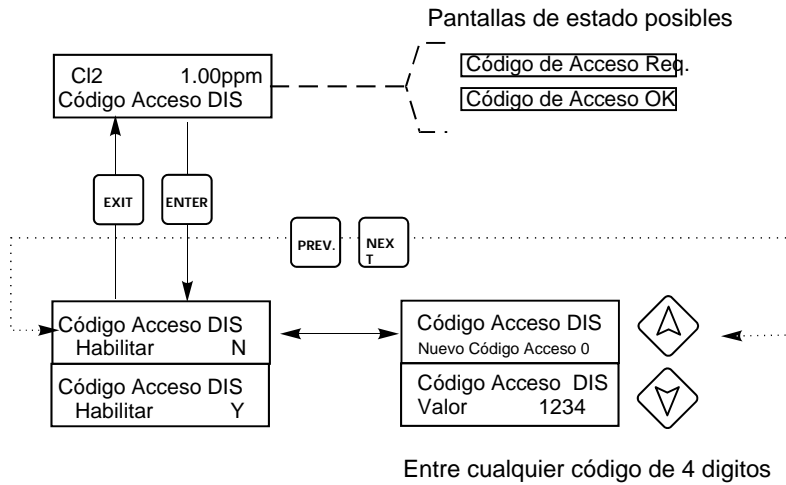 Pantallas de estado posibles
Cl2 1.00ppm
Código Acceso DIS
Código de Acceso Req.
Código de Acceso OK
EXIT
ENTER
PREV.
NEX
T
Código Acceso DIS
Habilitar N
Código Acceso DIS
Habilitar Y
Código Acceso DIS
Nuevo Código Acceso 0
Código Acceso DIS
Valor 1234
Entre cualquier código de 4 digitos